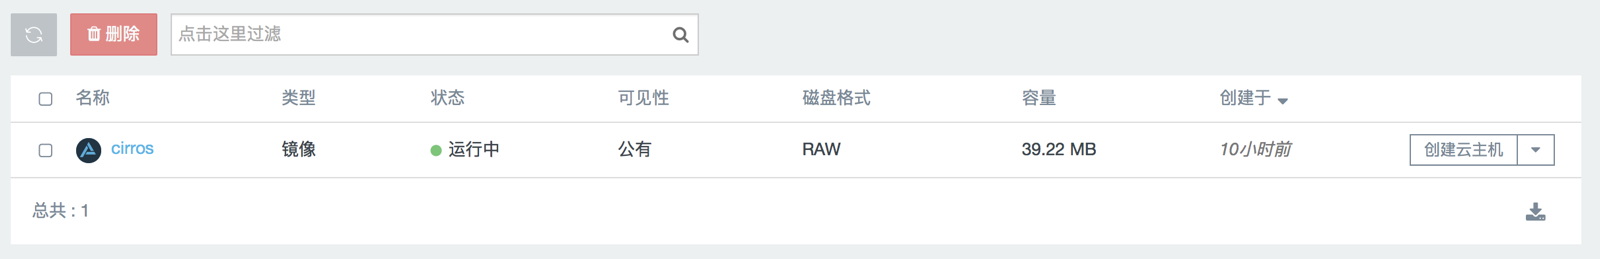 删除 点击这里过滤
名称 类型 状态 可见性 磁盘格式 容量 创建于
cirros 镜像 运行中 公有 RAW 39.22 MB 10小时前 创建云主机
总共 : 1